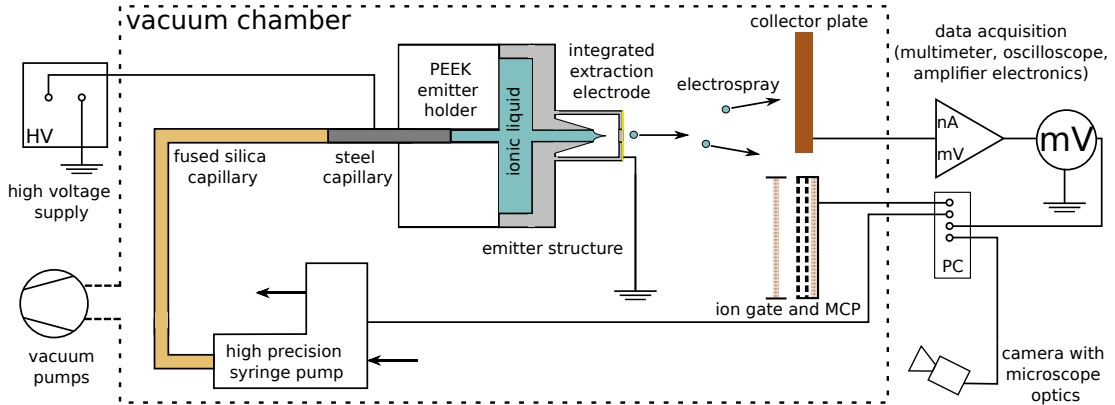 vacuum chamber
collector plate
data acquisition
(multimeter, oscilloscope,
amplifier electronics)
integrated
extraction
electrode
PEEK
emitter
holder
electrospray
ionic liquid
HV
nA
mV
mV
fused silica
capillary
steel
capillary
high voltage
supply
emitter structure
PC
ion gate and MCP
high precision
syringe pump
vacuum
pumps
camera with
microscope
optics